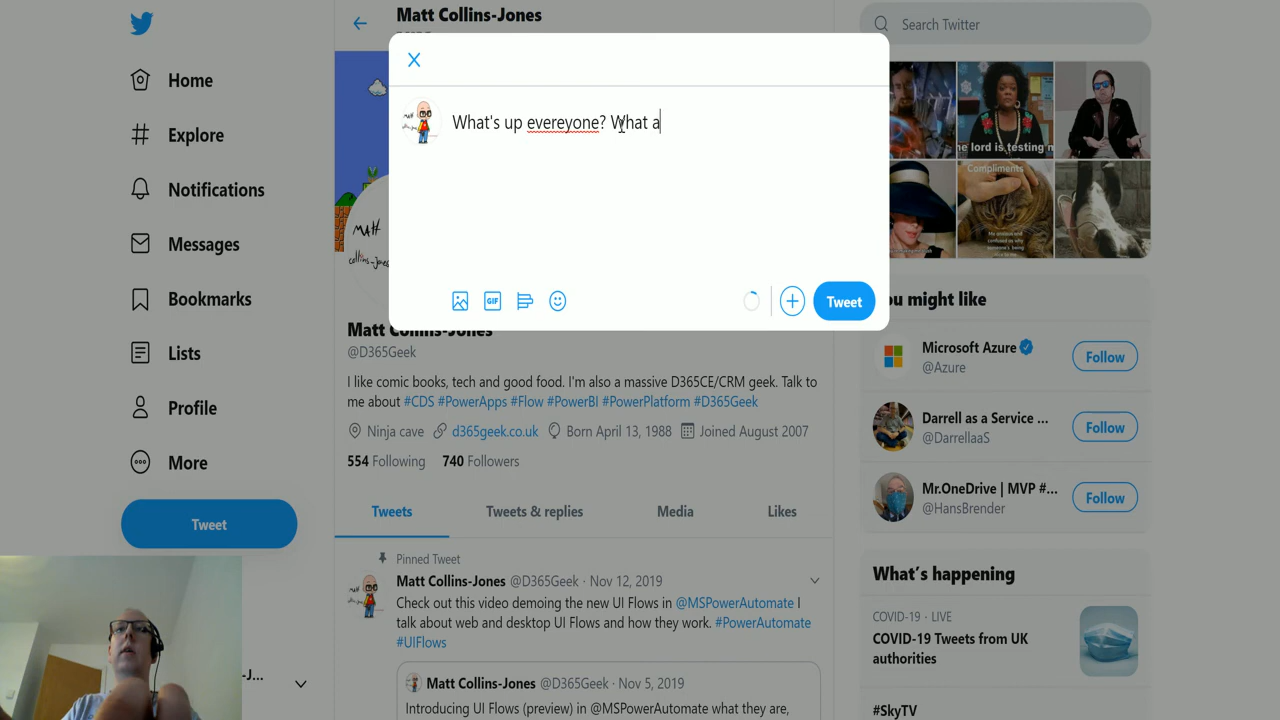 Matt Collins-Jones
Search Twitter
Home
Explore
Notifications
Messages
Bookmarks
Lists
Profile
More
Tweet
What's up evereyone? What a
GIF
Tweet
he lord is testing m
Compliments
MAtt
collins-jones
Matt Collins-Jones
@D365Geek
I like comic books, tech and good food. I'm also a massive D365CE/CRM geek. Talk to
me about #CDS #PowerApps #Flow #PowerBI #PowerPlatform #D365Geek
Ninja cave d365geek.co.uk Born April 13, 1988 Joined August 2007
554 Following 740 Followers
Tweets Tweets & replies Media Likes
Pinned Tweet
Matt Collins-Jones @D365Geek · Nov 12, 2019
Check out this video demoing the new UI Flows in @MSPowerAutomate I
talk about web and desktop UI Flows and how they work. #PowerAutomate
#UIFlows
Matt Collins-Jones @D365Geek · Nov 5, 2019
Introducing UI Flows (preview) in @MSPowerAutomate what they are,
-J...
might like
Microsoft Azure
@Azure
Follow
Darrell as a Service ...
@DarrellaaS
Follow
Mr.OneDrive | MVP #...
@HansBrender
Follow
What's happening
COVID-19 · LIVE
COVID-19 Tweets from UK
authorities
#SkyTV